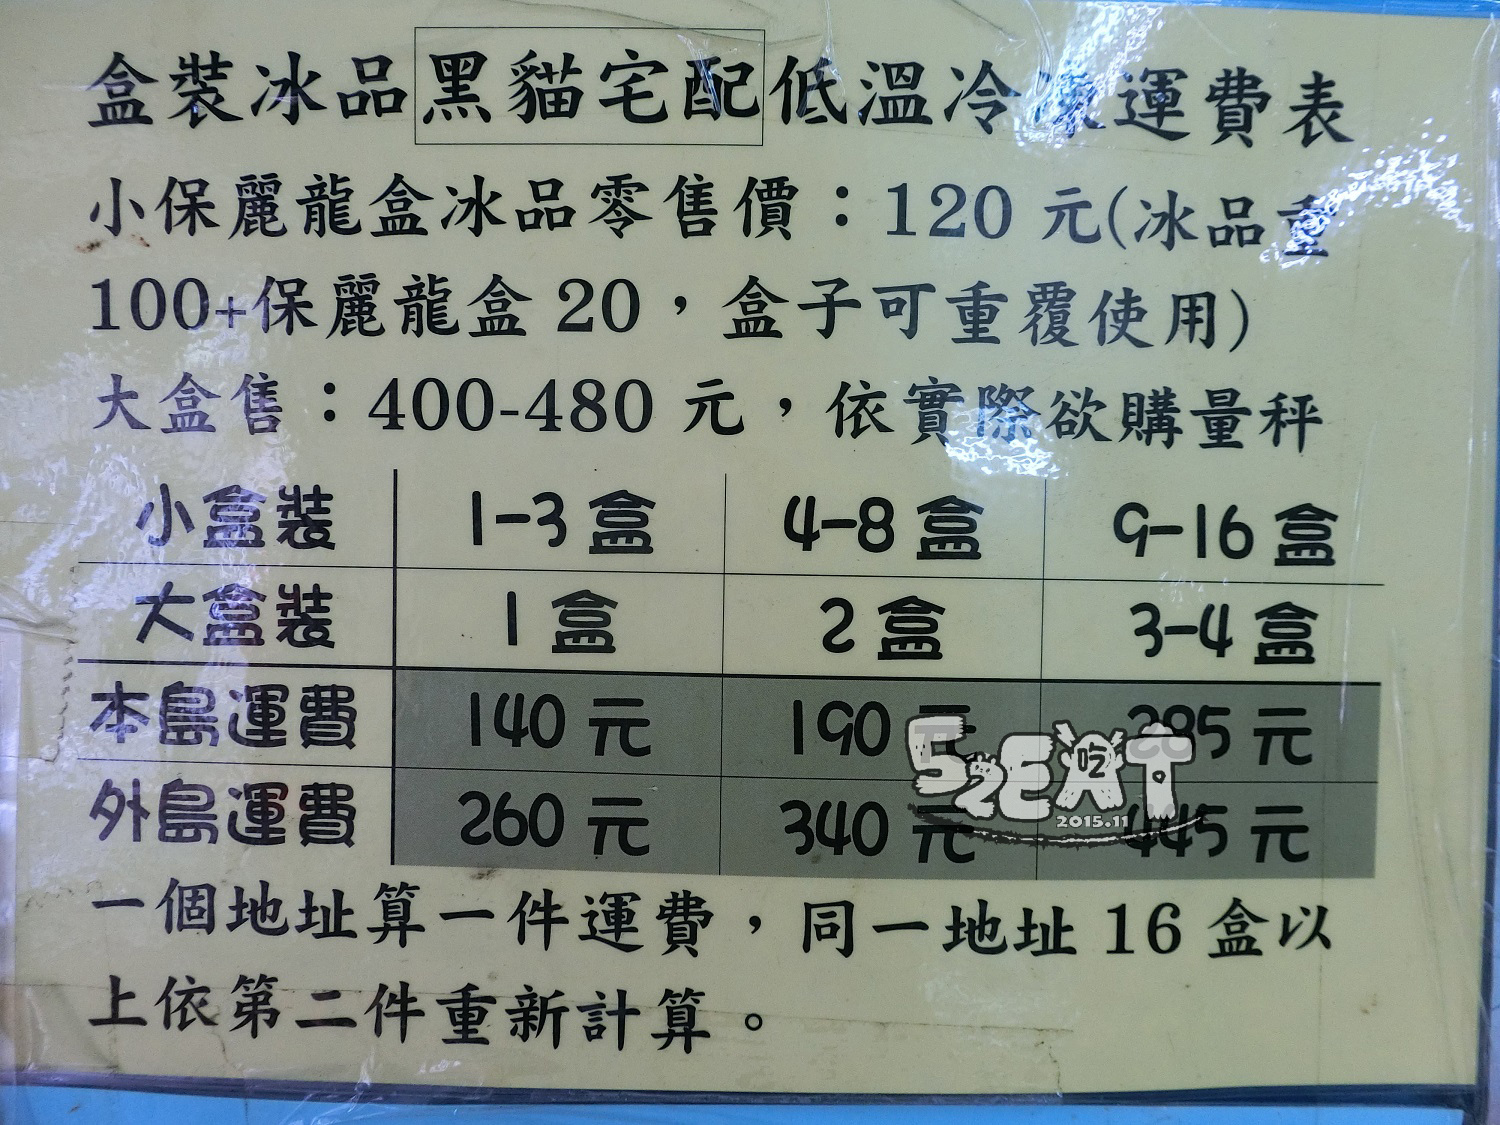 盒裝冰品黑貓宅配低溫冷凍運費表
小保麗龍盒冰品零售價：120 元(冰品重
100+保麗龍盒 20，盒子可重覆使用)
大盒售：400-480 元，依實際欲購量秤
小盒裝 1-3 盒 4-8 盒 9-16 盒
大盒裝 1 盒 2 盒 3-4 盒
本島運費 140 元 190 元 元
外島運費 260 元 340 元 445 元
52EAT 吃
2015.11
一個地址算一件運費，同一地址 16 盒以
上依第二件重新計算。